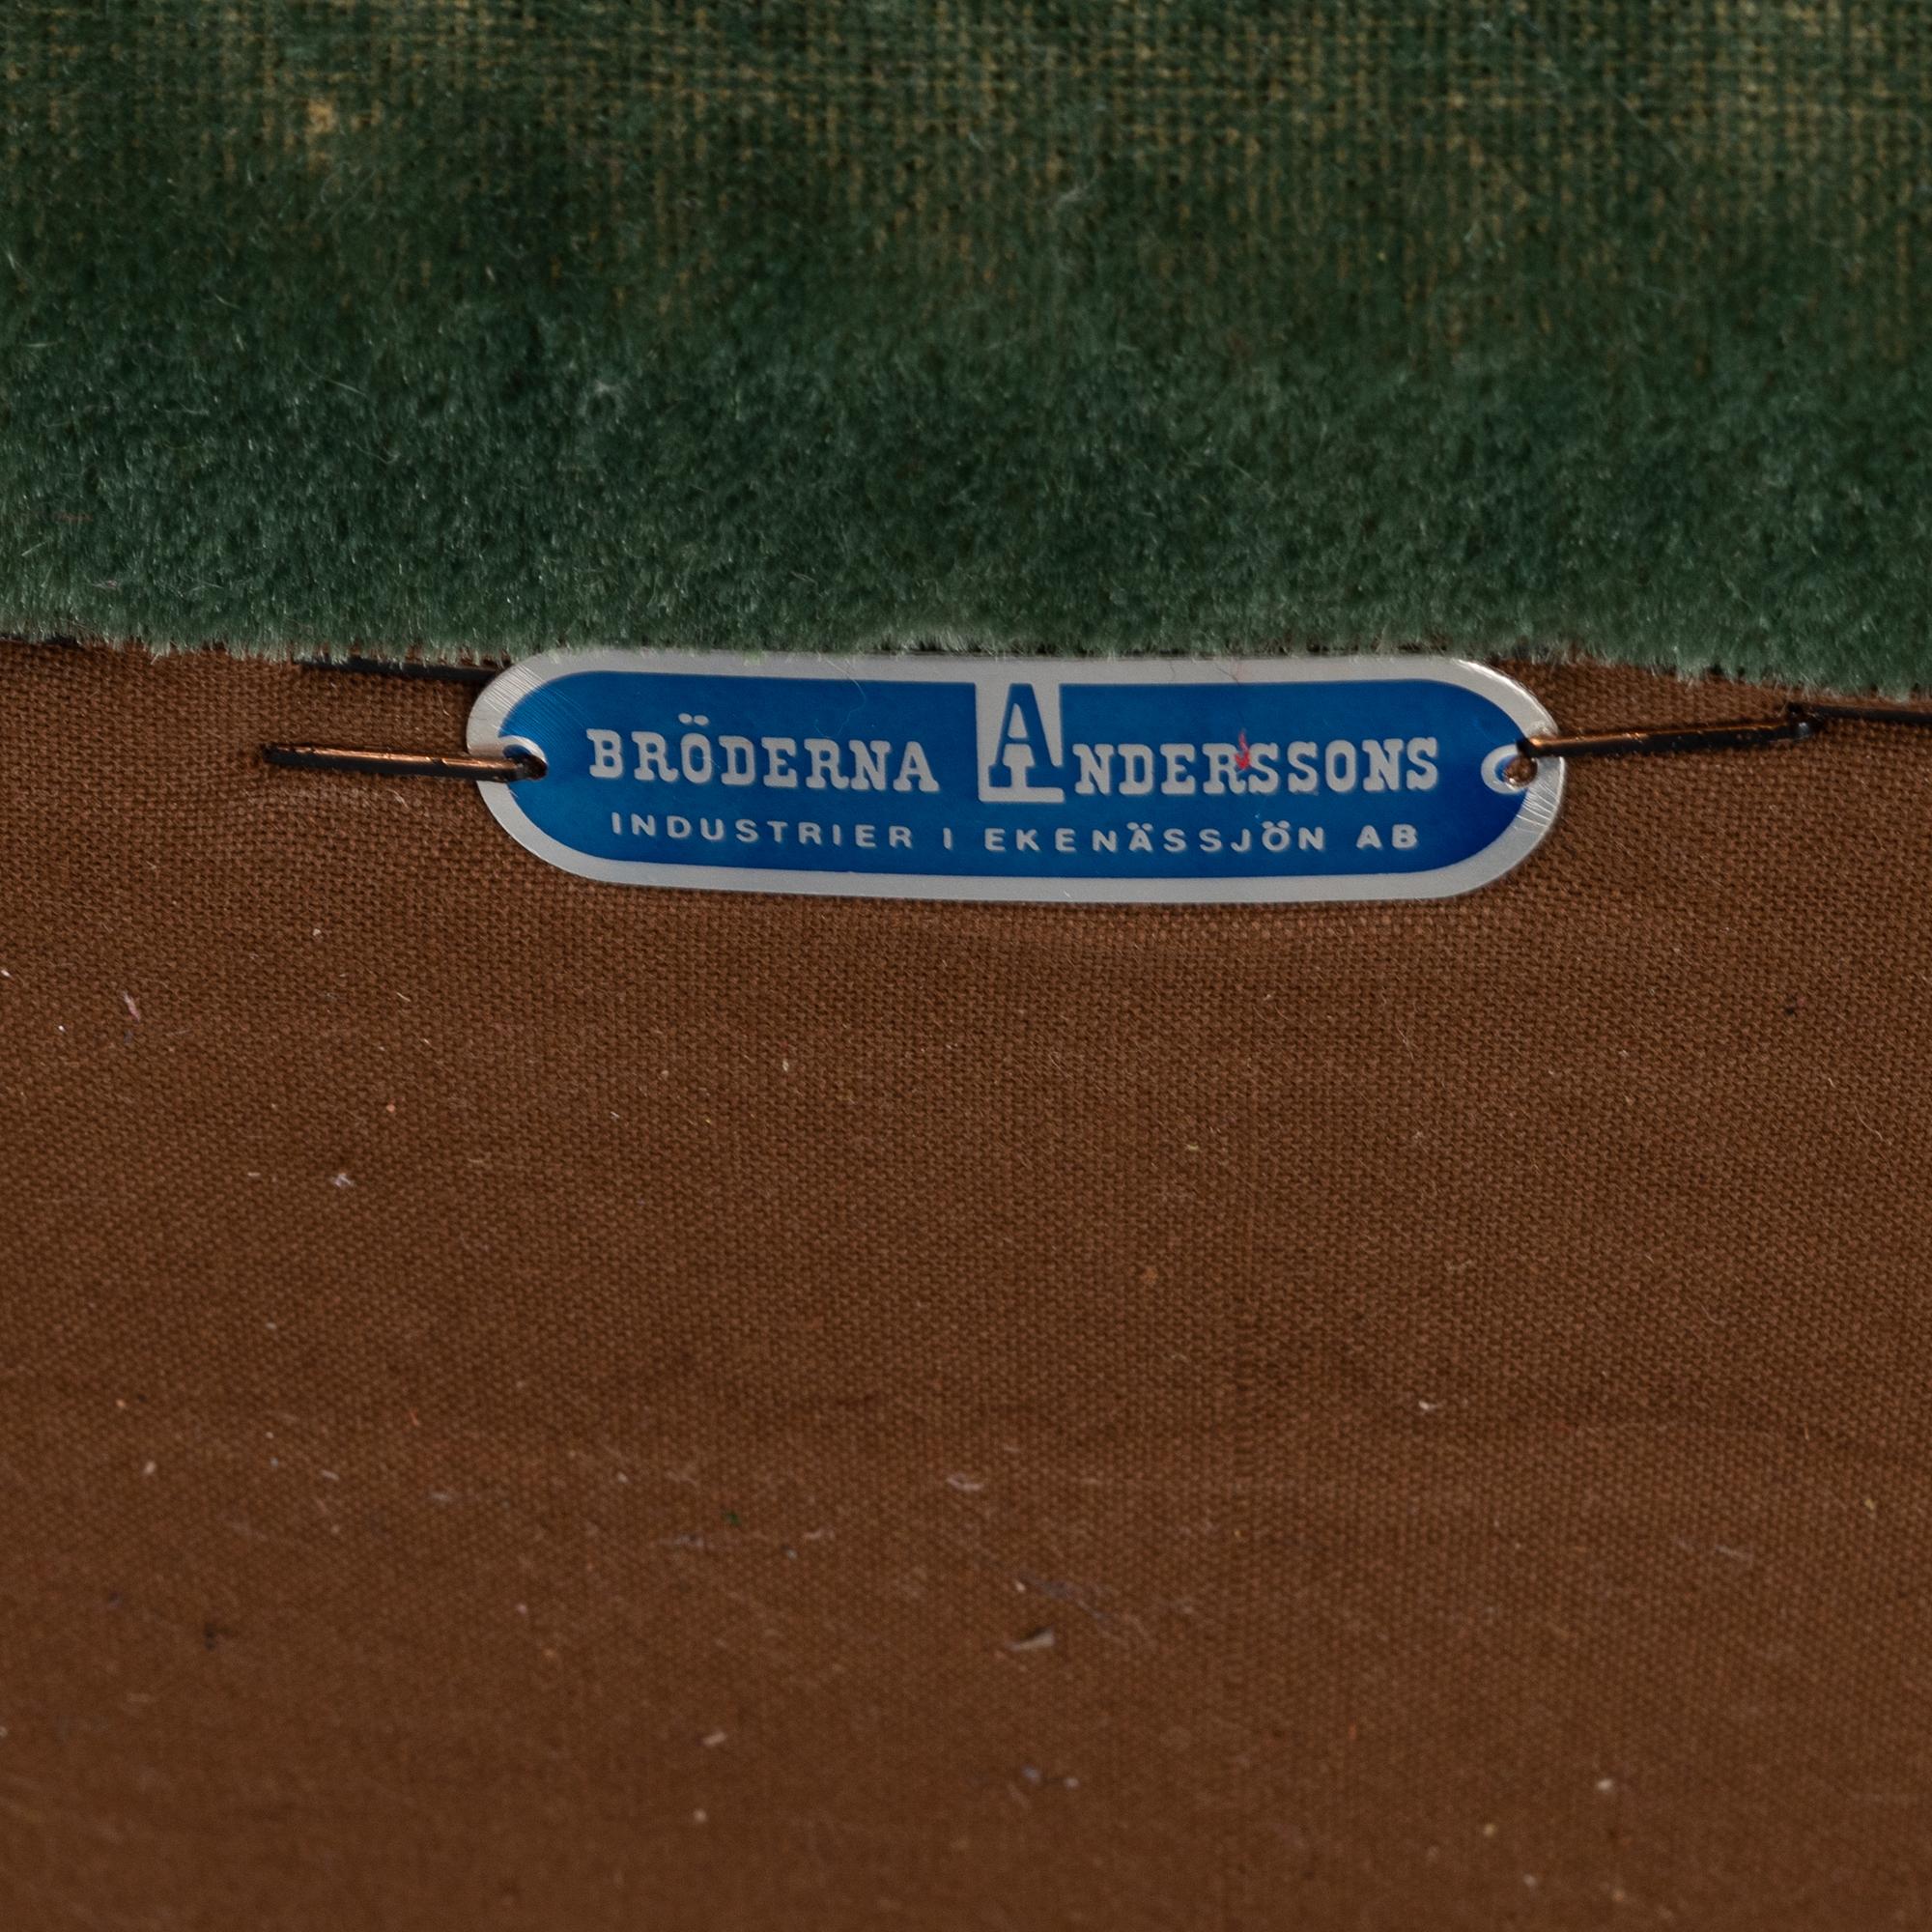 BRÖDERNA ANDERSSONS
INDUSTRIER I EKENÄSSJÖN AB